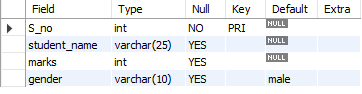 Field Type Null Key Default Extra
S_no int NO PRI NULL
student_name varchar(25) YES NULL
marks int YES NULL
gender varchar(10) YES male